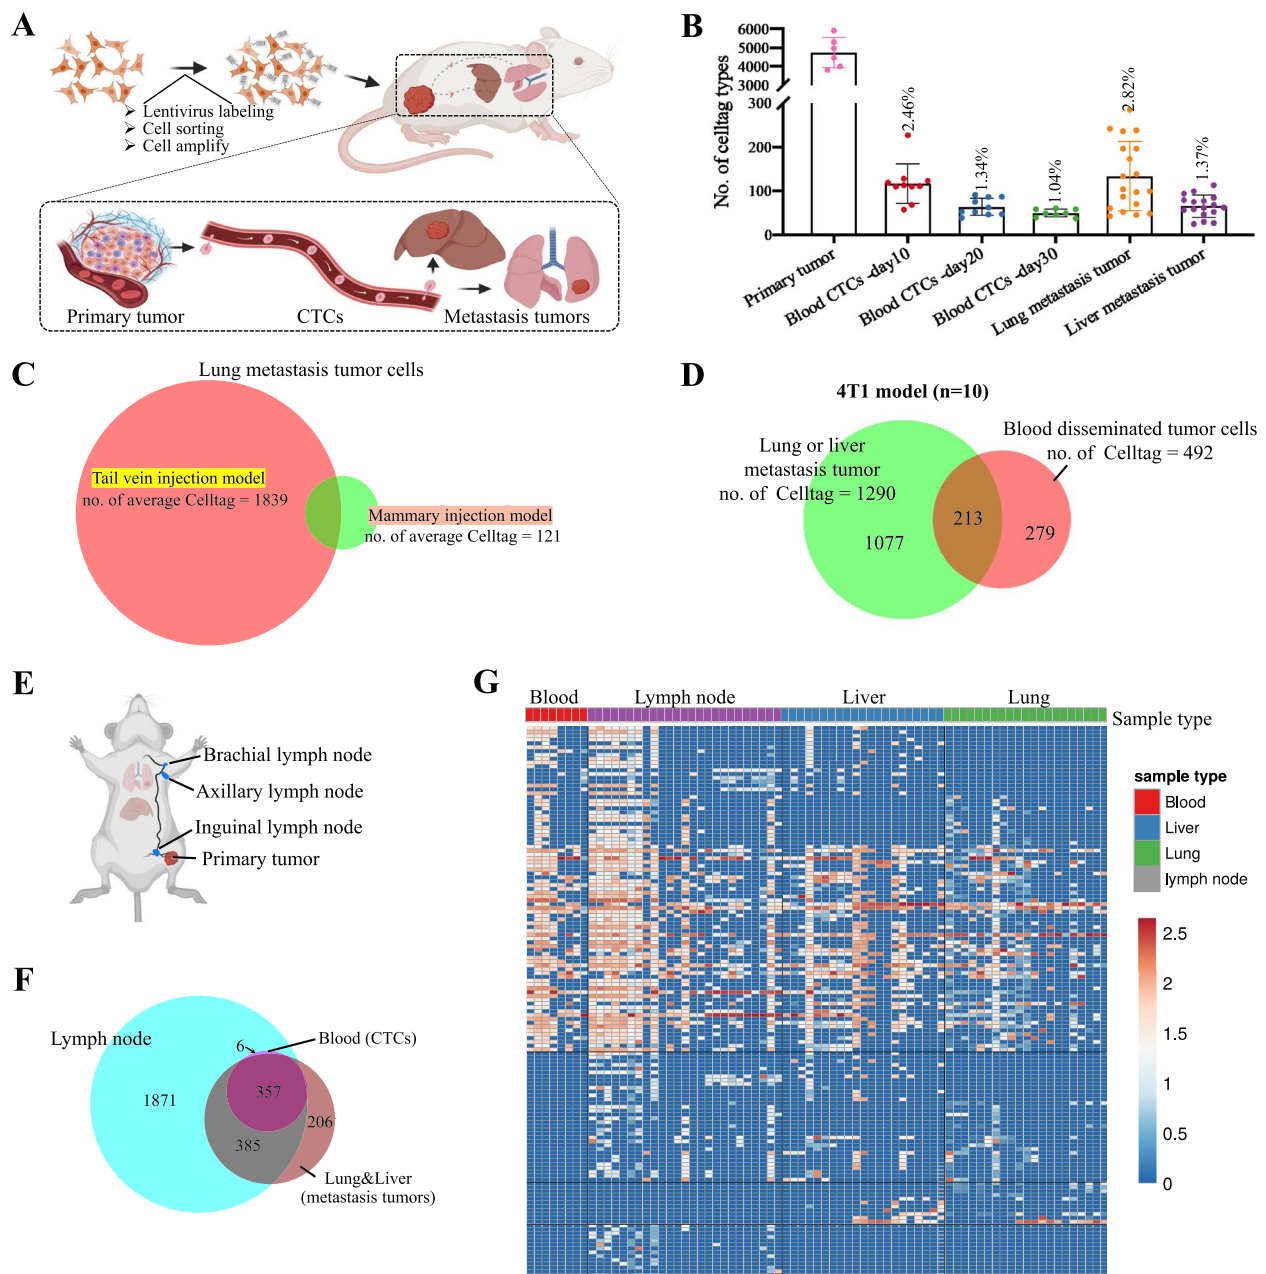 A
Lentivirus labeling
Cell sorting
Cell amplify
Primary tumor
CTCs
Metastasis tumors
B
No. of celltag types
6000
5000
4000
3000
300
200
100
0
2.46%
1.34%
1.04%
2.82%
1.37%
Primary tumor
Blood CTCs -day10
Blood CTCs -day20
Blood CTCs -day30
Lung metastasis tumor
Liver metastasis tumor
C
Lung metastasis tumor cells
Tail vein injection model
no. of average Celltag = 1839
Mammary injection model
no. of average Celltag = 121
D
4T1 model (n=10)
Lung or liver
metastasis tumor
no. of Celltag = 1290
Blood disseminated tumor cells
no. of Celltag = 492
1077
213
279
E
Brachial lymph node
Axillary lymph node
Inguinal lymph node
Primary tumor
F
Lymph node
6
Blood (CTCs)
1871
357
385
206
Lung&Liver
(metastasis tumors)
G
Blood
Lymph node
Liver
Lung
Sample type
sample type
Blood
Liver
Lung
lymph node
2.5
2
1.5
1
0.5
0